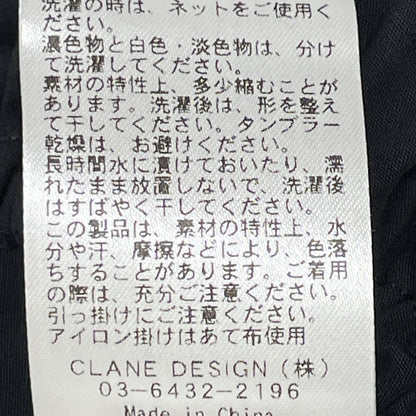 洗濯の時は、ネットをご使用く
ださい。
濃色物と白色・淡色物は、分け
て洗濯してください。
素材の特性上、多少縮むことが
あります。洗濯後は、形を整え
て干してください。タンブラー
乾燥は、お避けください。
長時間水に漬けておいたり、濡
れたまま放置しないで、洗濯後
はすばやく干してください。
この製品は、素材の特性上、水
分や汗、摩擦などにより、色落
ちすることがあります。ご着用
の際は、充分ご注意ください。
引っ掛けにご注意ください。
アイロン掛けはあて布使用
CLANE DESIGN（株）
03-6432-2196
Made in China